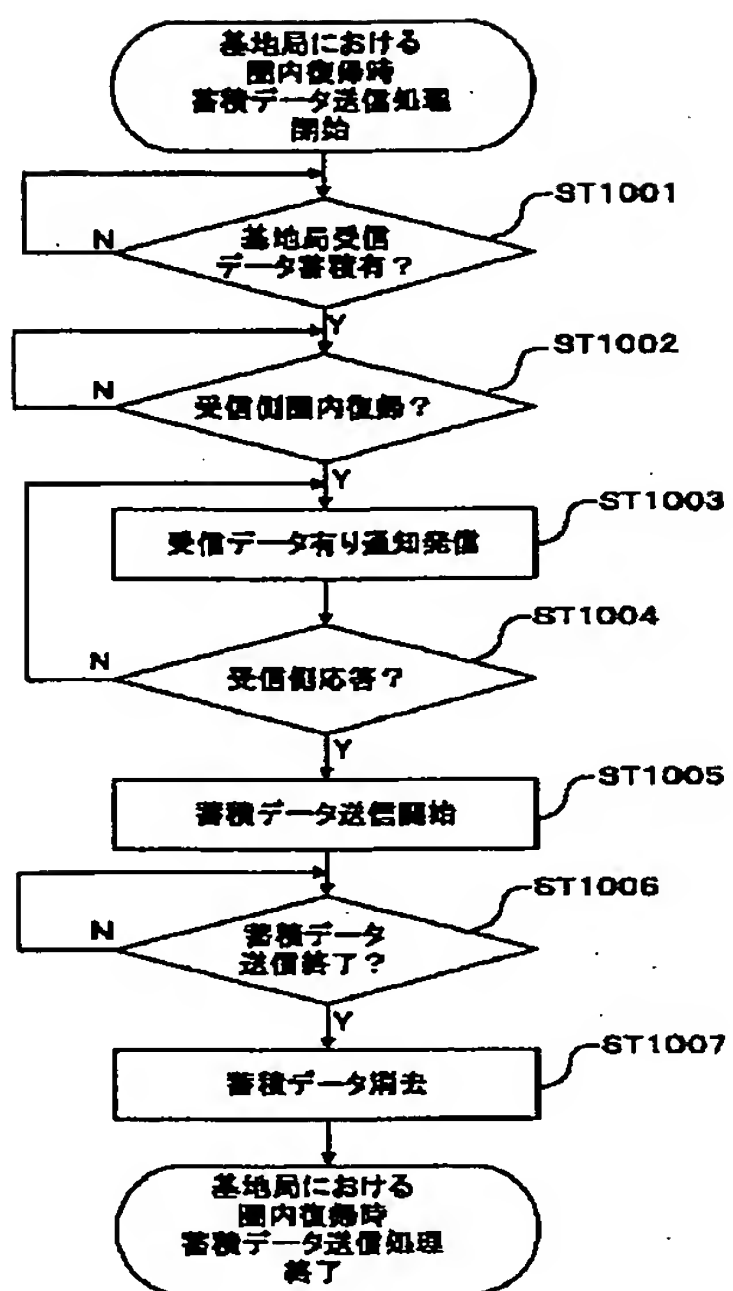 基地局における
圏内復帰時
蓄積データ送信処理
開始
ST1001
N
基地局受信
データ蓄積有?
Y
ST1002
N
受信側圏内復帰?
Y
ST1003
受信データ有り通知発信
ST1004
N
受信側応答?
Y
ST1005
蓄積データ送信開始
ST1006
N
蓄積データ
送信終了?
Y
ST1007
蓄積データ消去
基地局における
圏内復帰時
蓄積データ送信処理
終了